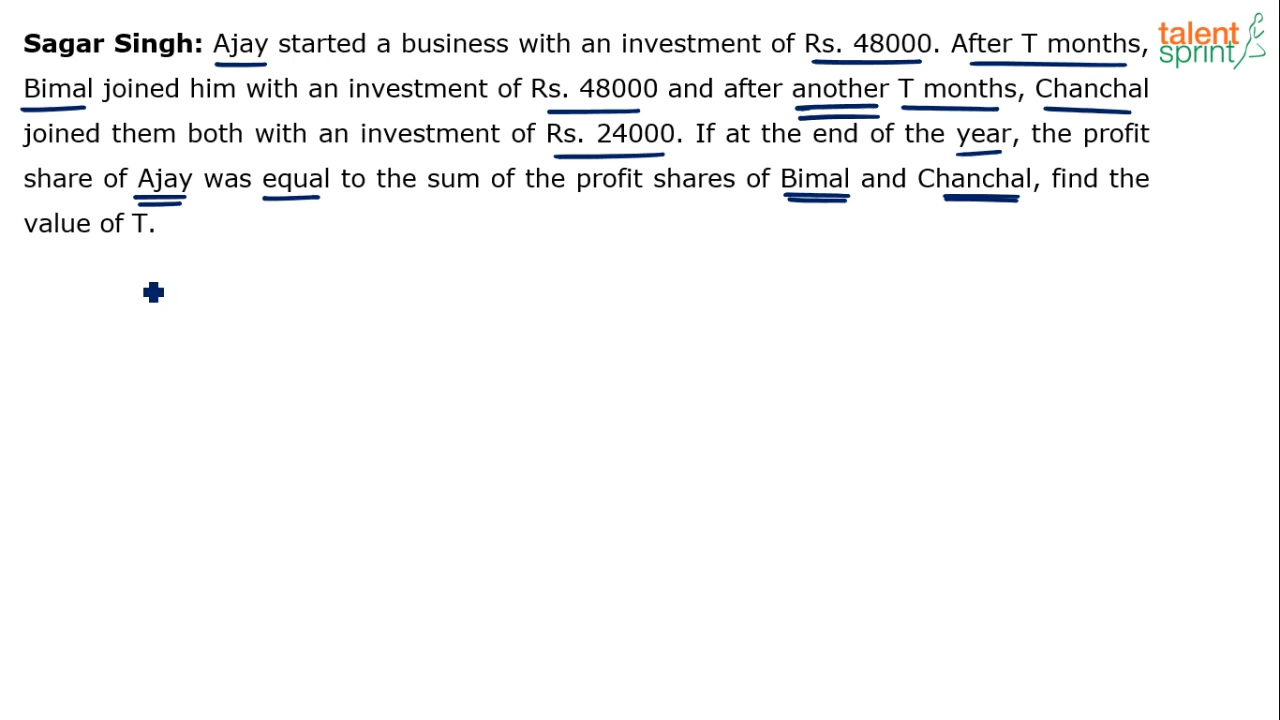 Sagar Singh: Ajay started a business with an investment of Rs. 48000. After T months,
Bimal joined him with an investment of Rs. 48000 and after another T months, Chanchal
joined them both with an investment of Rs. 24000. If at the end of the year, the profit
share of Ajay was equal to the sum of the profit shares of Bimal and Chanchal, find the
value of T.
talent
sprint